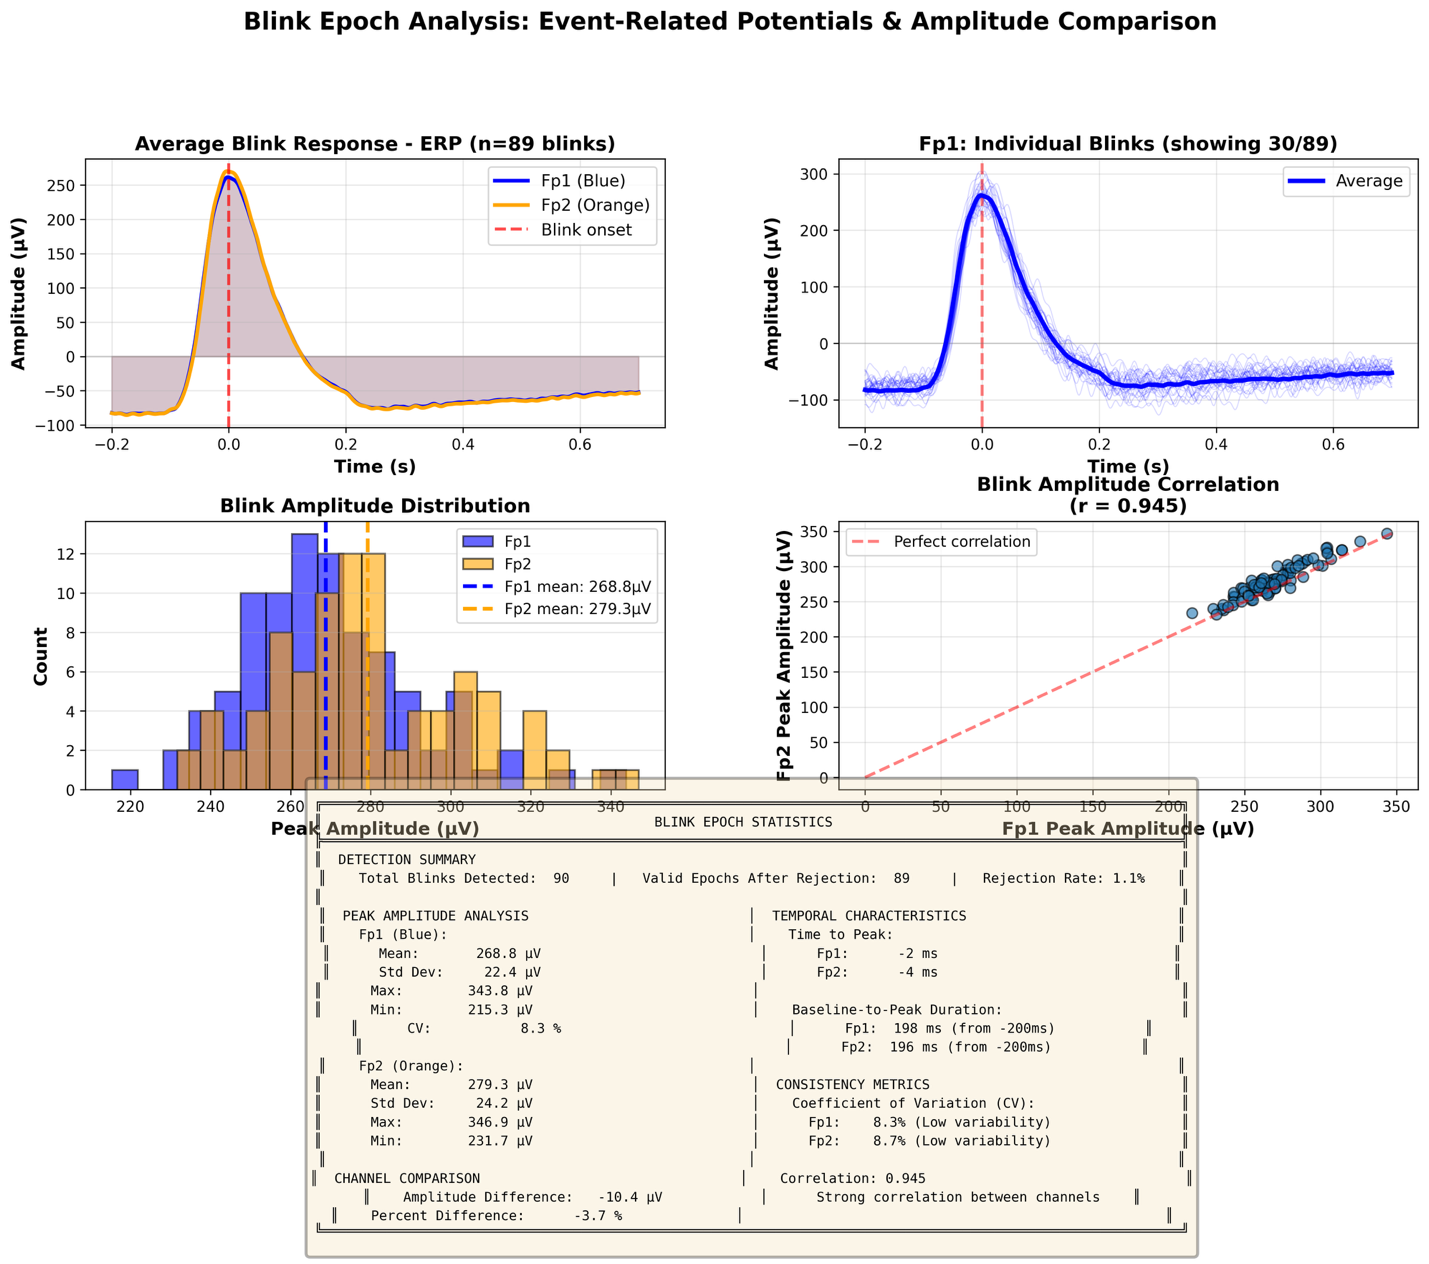 Blink Epoch Analysis: Event-Related Potentials & Amplitude Comparison
Average Blink Response - ERP (n=89 blinks)
Amplitude (µV)
250
200
150
100
50
0
−50
−100
−0.2
0.0
0.2
0.4
0.6
Time (s)
Fp1 (Blue)
Fp2 (Orange)
Blink onset
Fp1: Individual Blinks (showing 30/89)
Amplitude (µV)
300
200
100
0
−100
−0.2
0.0
0.2
0.4
0.6
Time (s)
Average
Blink Amplitude Distribution
Count
12
10
8
6
4
2
0
220
240
260
280
300
320
340
Peak Amplitude (µV)
Fp1
Fp2
Fp1 mean: 268.8µV
Fp2 mean: 279.3µV
Blink Amplitude Correlation
(r = 0.945)
Fp2 Peak Amplitude (µV)
350
300
250
200
150
100
50
0
0
50
100
150
200
250
300
350
Fp1 Peak Amplitude (µV)
Perfect correlation
BLINK EPOCH STATISTICS
DETECTION SUMMARY
Total Blinks Detected: 90 | Valid Epochs After Rejection: 89 | Rejection Rate: 1.1%
PEAK AMPLITUDE ANALYSIS
Fp1 (Blue):
Mean: 268.8 µV
Std Dev: 22.4 µV
Max: 343.8 µV
Min: 215.3 µV
CV: 8.3 %
Fp2 (Orange):
Mean: 279.3 µV
Std Dev: 24.2 µV
Max: 346.9 µV
Min: 231.7 µV
CHANNEL COMPARISON
Amplitude Difference: -10.4 µV
Percent Difference: -3.7 %
TEMPORAL CHARACTERISTICS
Time to Peak:
Fp1: -2 ms
Fp2: -4 ms
Baseline-to-Peak Duration:
Fp1: 198 ms (from -200ms)
Fp2: 196 ms (from -200ms)
CONSISTENCY METRICS
Coefficient of Variation (CV):
Fp1: 8.3% (Low variability)
Fp2: 8.7% (Low variability)
Correlation: 0.945
Strong correlation between channels